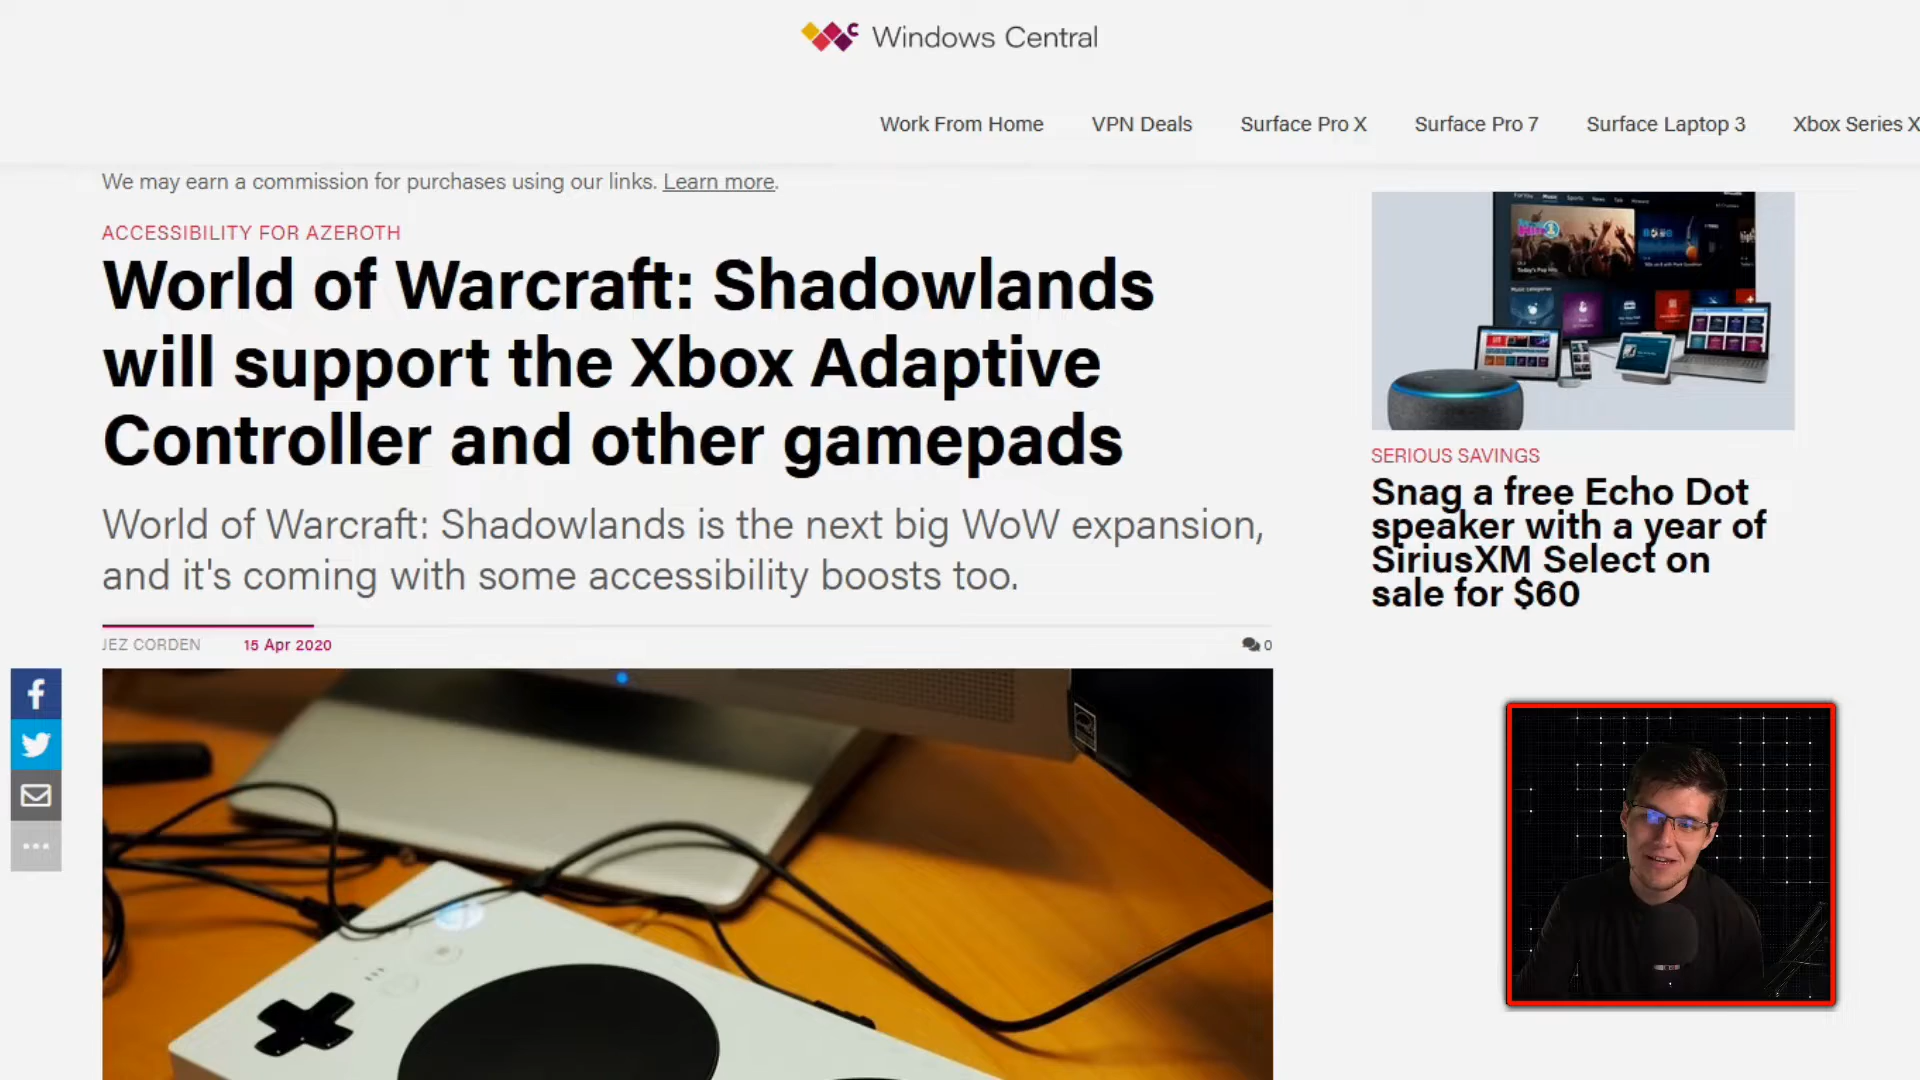 Windows Central
Work From Home VPN Deals Surface Pro X Surface Pro 7 Surface Laptop 3 Xbox Series X
We may earn a commission for purchases using our links. Learn more.
ACCESSIBILITY FOR AZEROTH
World of Warcraft: Shadowlands
will support the Xbox Adaptive
Controller and other gamepads
World of Warcraft: Shadowlands is the next big WoW expansion,
and it's coming with some accessibility boosts too.
JEZ CORDEN 15 Apr 2020 0
SERIOUS SAVINGS
Snag a free Echo Dot
speaker with a year of
SiriusXM Select on
sale for $60